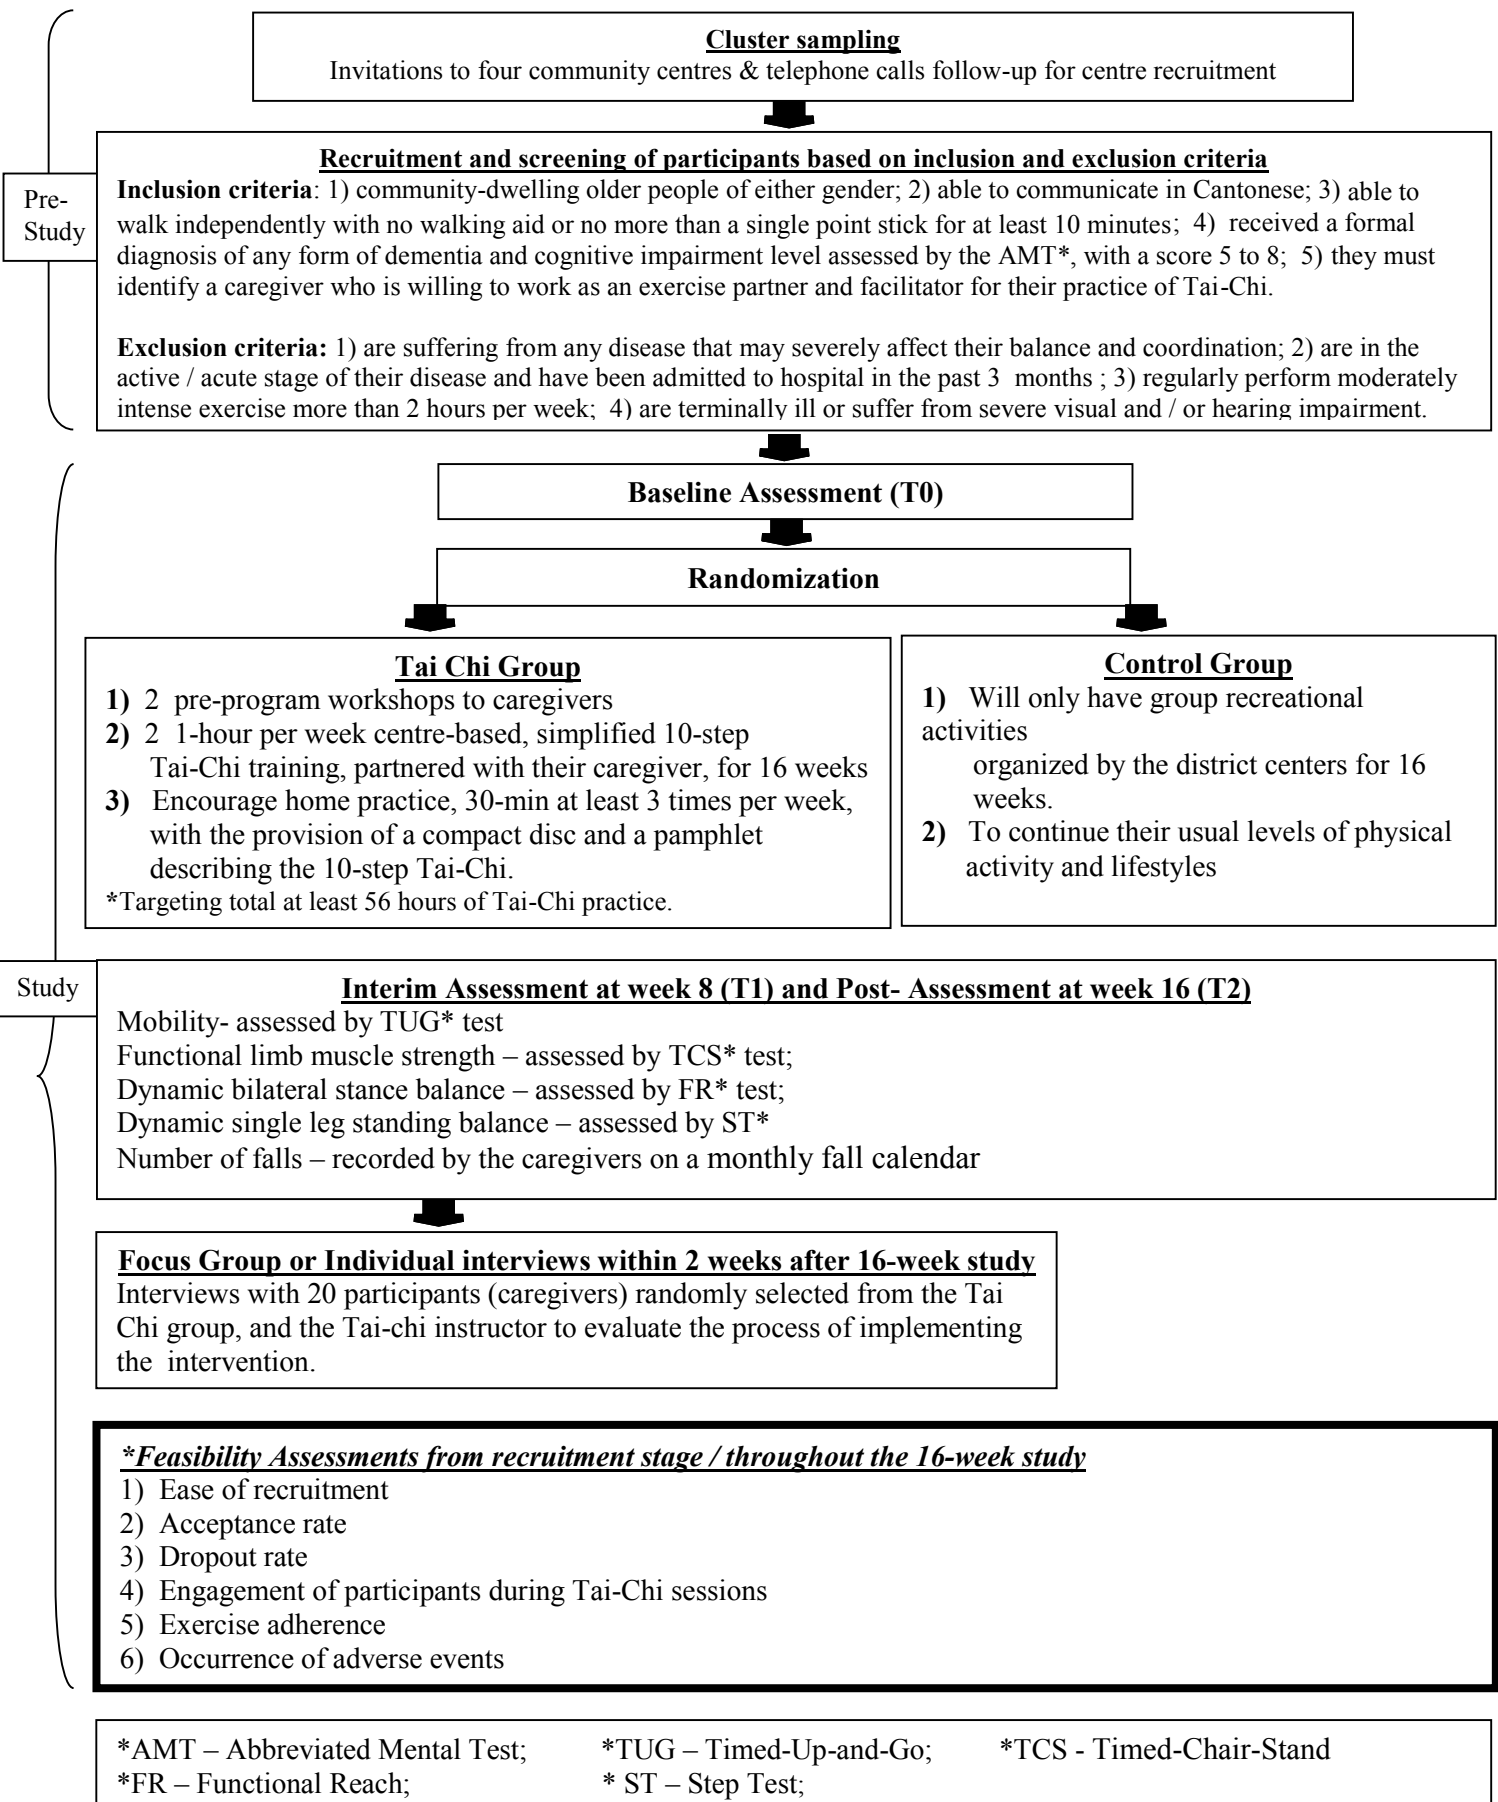 Cluster sampling
Invitations to four community centres & telephone calls follow-up for centre recruitment
Pre-
Study
Recruitment and screening of participants based on inclusion and exclusion criteria
Inclusion criteria: 1) community-dwelling older people of either gender; 2) able to communicate in Cantonese; 3) able to
walk independently with no walking aid or no more than a single point stick for at least 10 minutes; 4) received a formal
diagnosis of any form of dementia and cognitive impairment level assessed by the AMT*, with a score 5 to 8; 5) they must
identify a caregiver who is willing to work as an exercise partner and facilitator for their practice of Tai-Chi.
Exclusion criteria: 1) are suffering from any disease that may severely affect their balance and coordination; 2) are in the
active / acute stage of their disease and have been admitted to hospital in the past 3 months ; 3) regularly perform moderately
intense exercise more than 2 hours per week; 4) are terminally ill or suffer from severe visual and / or hearing impairment.
Baseline Assessment (T0)
Randomization
Tai Chi Group
1) 2 pre-program workshops to caregivers
2) 2 1-hour per week centre-based, simplified 10-step
Tai-Chi training, partnered with their caregiver, for 16 weeks
3) Encourage home practice, 30-min at least 3 times per week,
with the provision of a compact disc and a pamphlet
describing the 10-step Tai-Chi.
*Targeting total at least 56 hours of Tai-Chi practice.
Control Group
1) Will only have group recreational
activities
organized by the district centers for 16
weeks.
2) To continue their usual levels of physical
activity and lifestyles
Study
Interim Assessment at week 8 (T1) and Post- Assessment at week 16 (T2)
Mobility- assessed by TUG* test
Functional limb muscle strength – assessed by TCS* test;
Dynamic bilateral stance balance – assessed by FR* test;
Dynamic single leg standing balance – assessed by ST*
Number of falls – recorded by the caregivers on a monthly fall calendar
Focus Group or Individual interviews within 2 weeks after 16-week study
Interviews with 20 participants (caregivers) randomly selected from the Tai
Chi group, and the Tai-chi instructor to evaluate the process of implementing
the intervention.
*Feasibility Assessments from recruitment stage / throughout the 16-week study
1) Ease of recruitment
2) Acceptance rate
3) Dropout rate
4) Engagement of participants during Tai-Chi sessions
5) Exercise adherence
6) Occurrence of adverse events
*AMT – Abbreviated Mental Test; *TUG – Timed-Up-and-Go; *TCS - Timed-Chair-Stand
*FR – Functional Reach; * ST – Step Test;